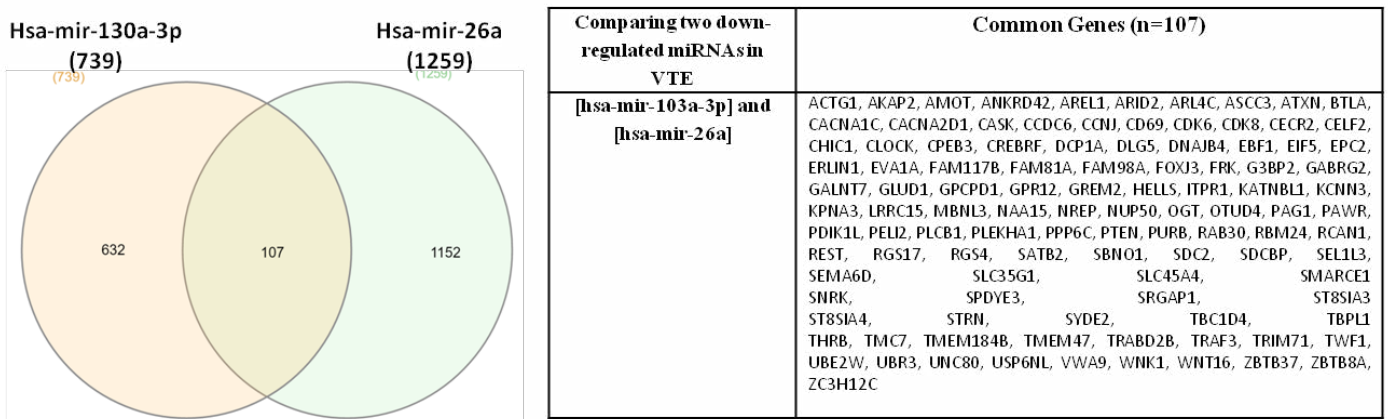 Hsa-mir-130a-3p
(739)
(739)
Hsa-mir-26a
(1259)
(1259)
632
107
1152
Comparing two down-
regulated miRNAs in
VTE
Common Genes (n=107)
[hsa-mir-103a-3p] and
[hsa-mir-26a]
ACTG1, AKAP2, AMOT, ANKRD42, AREL1, ARID2, ARL4C, ASCC3, ATXN, BTLA,
CACNA1C, CACNA2D1, CASK, CCDC6, CCNJ, CD69, CDK6, CDK8, CECR2, CELF2,
CHIC1, CLOCK, CPEB3, CREBRF, DCP1A, DLG5, DNAJB4, EBF1, EIF5, EPC2,
ERLIN1, EVA1A, FAM117B, FAM81A, FAM98A, FOXJ3, FRK, G3BP2, GABRG2,
GALNT7, GLUD1, GPCPD1, GPR12, GREM2, HELLS, ITPR1, KATNBL1, KCNN3,
KPNA3, LRRC15, MBNL3, NAA15, NREP, NUP50, OGT, OTUD4, PAG1, PAWR,
PDIK1L, PELI2, PLCB1, PLEKHA1, PPP6C, PTEN, PURB, RAB30, RBM24, RCAN1,
REST, RGS17, RGS4, SATB2, SBNO1, SDC2, SDCBP, SEL1L3,
SEMA6D, SLC35G1, SLC45A4, SMARCE1
SNRK, SPDYE3, SRGAP1, ST8SIA3
ST8SIA4, STRN, SYDE2, TBC1D4, TBPL1
THRB, TMC7, TMEM184B, TMEM47, TRABD2B, TRAF3, TRIM71, TWF1,
UBE2W, UBR3, UNC80, USP6NL, VWA9, WNK1, WNT16, ZBTB37, ZBTB8A,
ZC3H12C